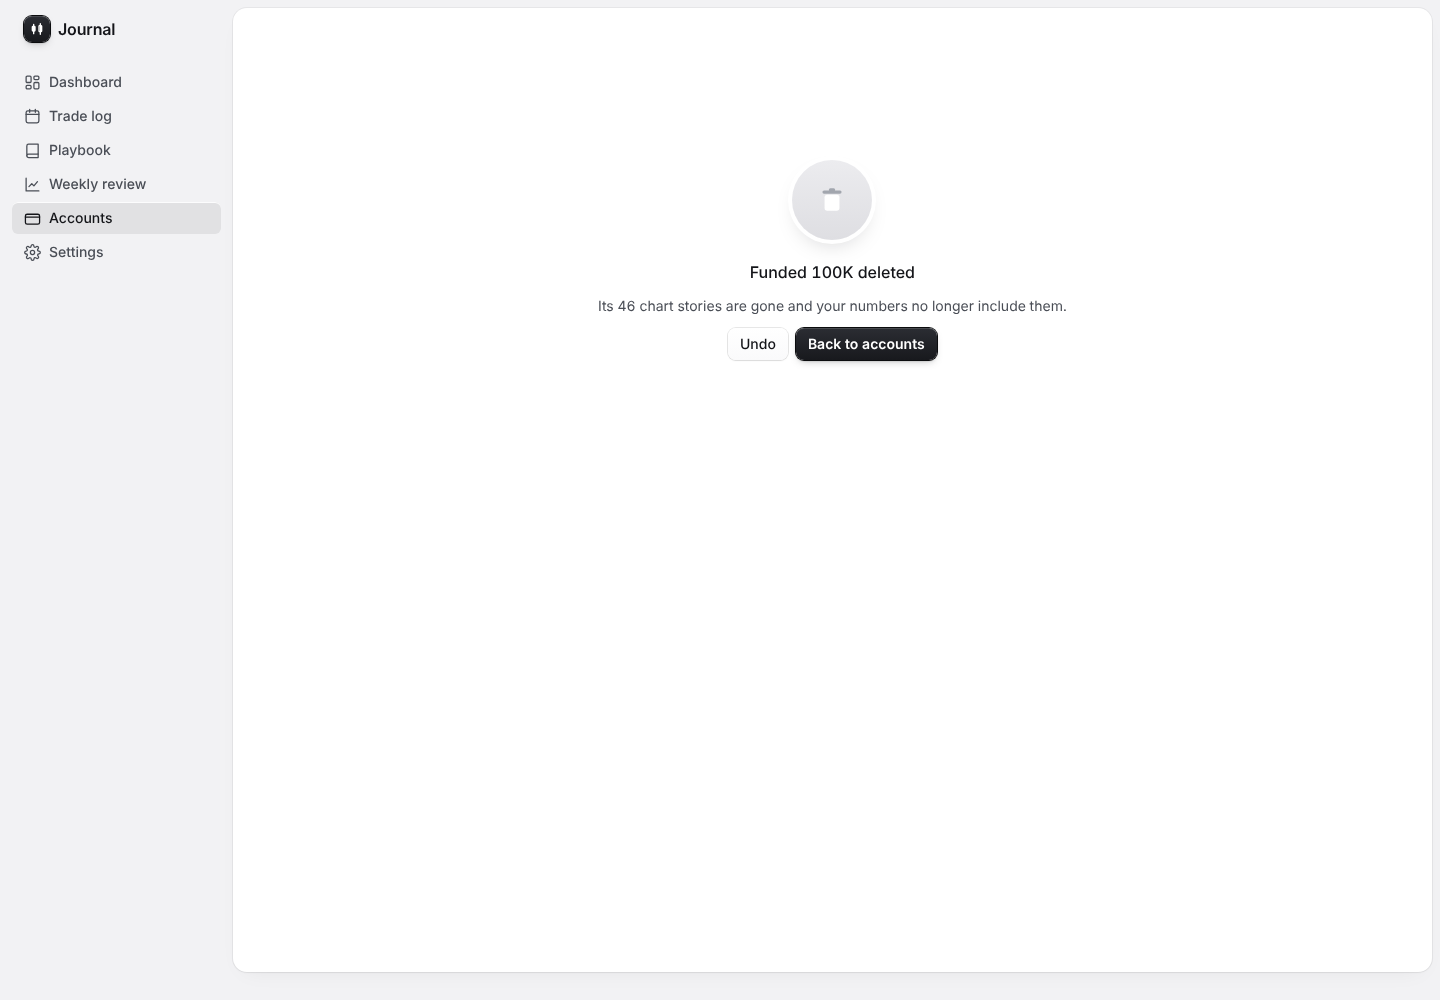 Journal
Dashboard
Trade log
Playbook
Weekly review
Accounts
Settings
Funded 100K deleted
Its 46 chart stories are gone and your numbers no longer include them.
Undo
Back to accounts